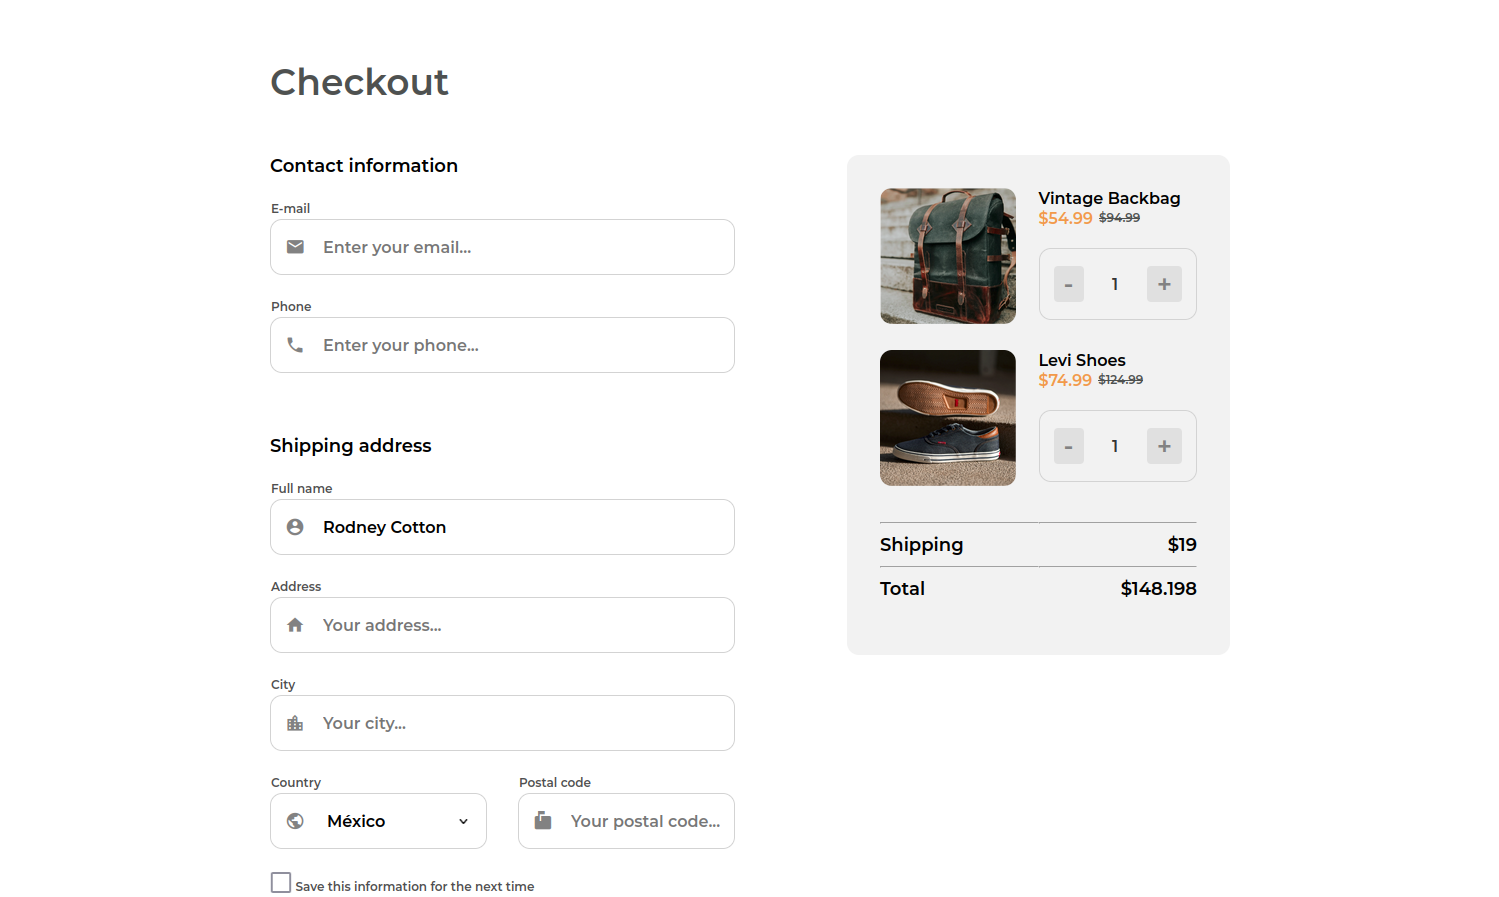 Checkout
Contact information
E-mail
Enter your email...
Phone
Enter your phone...
Shipping address
Full name
Rodney Cotton
Address
Your address...
City
Your city...
Country
México
Postal code
Your postal code...
Save this information for the next time
Vintage Backbag
$54.99 $94.99
- 1 +
Levi Shoes
$74.99 $124.99
- 1 +
Shipping $19
Total $148.198